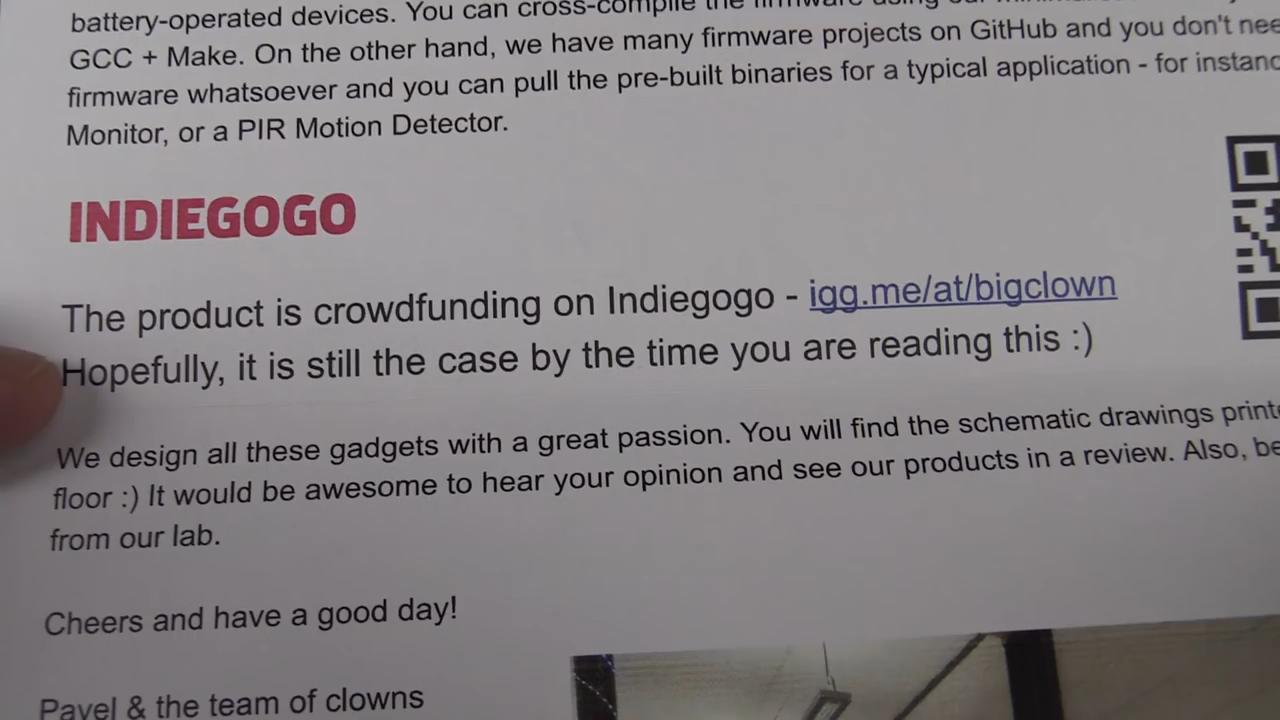 battery-operated devices. You can cross-compile the firmware using our
GCC + Make. On the other hand, we have many firmware projects on GitHub and you don't
firmware whatsoever and you can pull the pre-built binaries for a typical application - for
Monitor, or a PIR Motion Detector.
INDIEGOGO
The product is crowdfunding on Indiegogo - igg.me/at/bigclown
Hopefully, it is still the case by the time you are reading this :)
We design all these gadgets with a great passion. You will find the schematic drawings
floor :) It would be awesome to hear your opinion and see our products in a review. Also,
from our lab.
Cheers and have a good day!
Pavel & the team of clowns